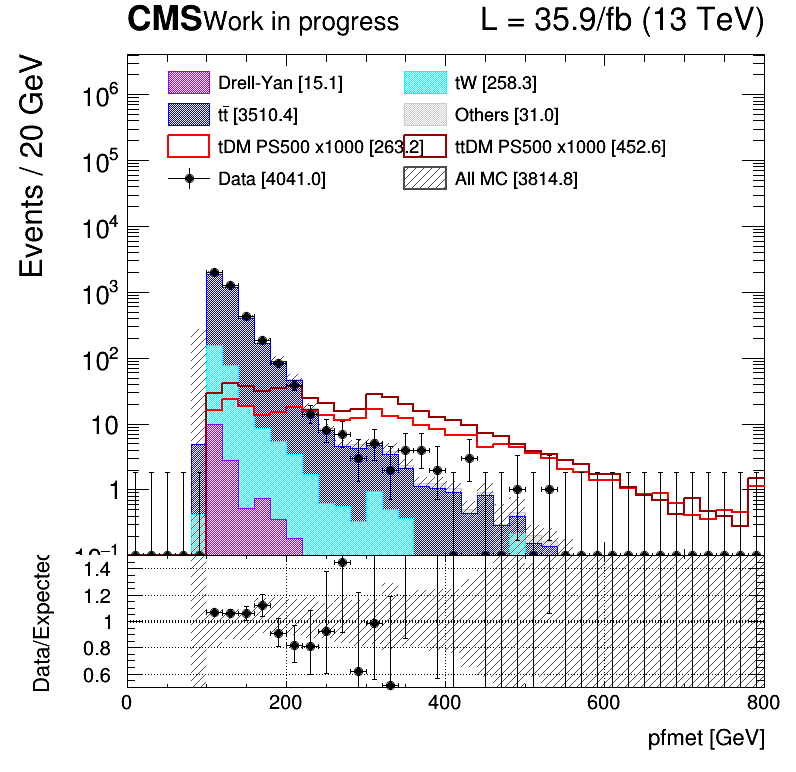 CMS Work in progress L = 35.9/fb (13 TeV)
Events / 20 GeV
Drell-Yan [15.1] tW [258.3]
tt̄ [3510.4] Others [31.0]
tDM PS500 x1000 [263.2] ttDM PS500 x1000 [452.6]
Data [4041.0] All MC [3814.8]
10⁶
10⁵
10⁴
10³
10²
10
1
10⁻¹
Data/Expected
1.4
1.2
1
0.8
0.6
0 200 400 600 800
pfmet [GeV]